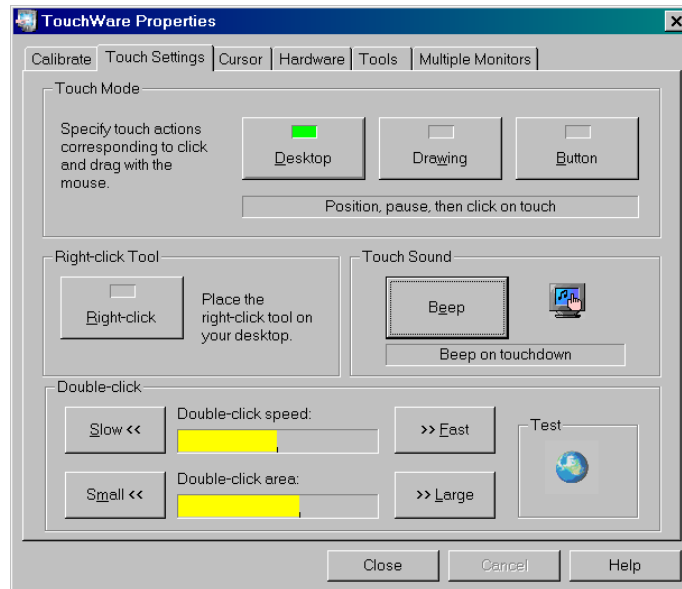 TouchWare Properties
Calibrate Touch Settings Cursor Hardware Tools Multiple Monitors
Touch Mode
Specify touch actions
corresponding to click
and drag with the
mouse.
Desktop Drawing Button
Position, pause, then click on touch
Right-click Tool
Right-click
Place the
right-click tool on
your desktop.
Touch Sound
Beep
Beep on touchdown
Double-click
Slow <<
Double-click speed:
>> Fast
Small <<
Double-click area:
>> Large
Test
Close Cancel Help